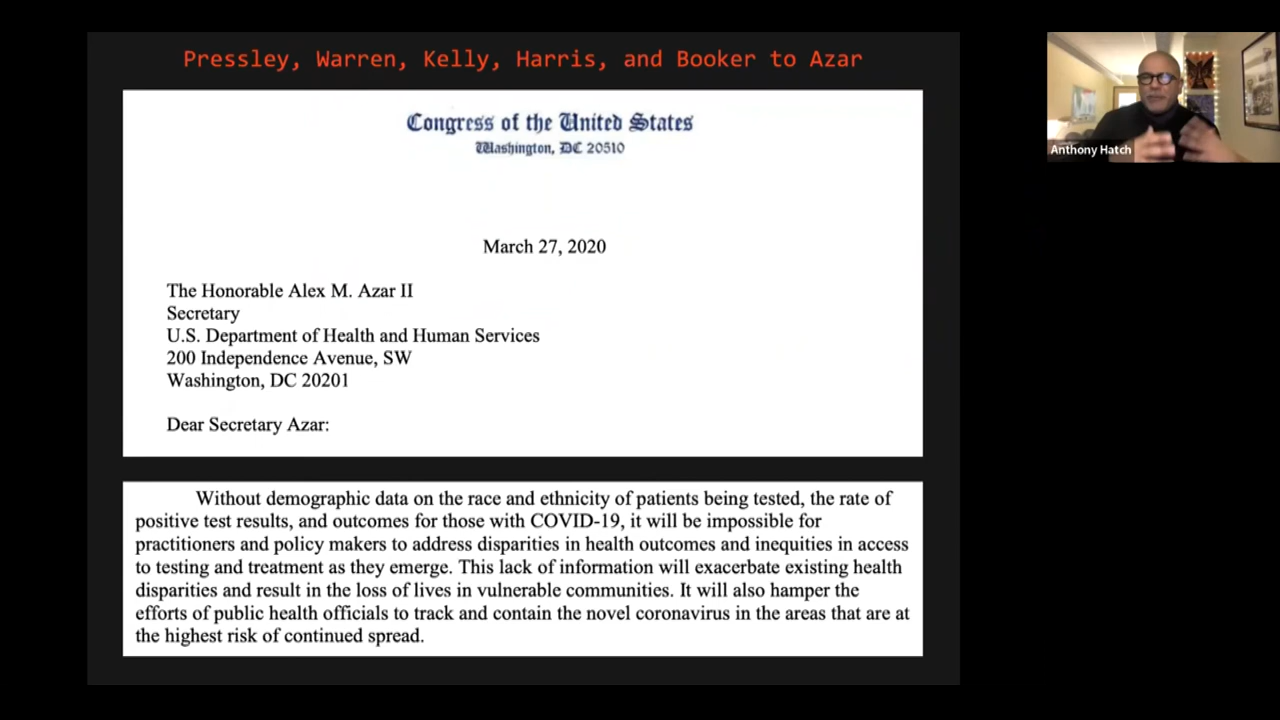 Pressley, Warren, Kelly, Harris, and Booker to Azar
Congress of the United States
Washington, DC 20510
March 27, 2020
The Honorable Alex M. Azar II
Secretary
U.S. Department of Health and Human Services
200 Independence Avenue, SW
Washington, DC 20201
Dear Secretary Azar:
Without demographic data on the race and ethnicity of patients being tested, the rate of
positive test results, and outcomes for those with COVID-19, it will be impossible for
practitioners and policy makers to address disparities in health outcomes and inequities in access
to testing and treatment as they emerge. This lack of information will exacerbate existing health
disparities and result in the loss of lives in vulnerable communities. It will also hamper the
efforts of public health officials to track and contain the novel coronavirus in the areas that are at
the highest risk of continued spread.
Anthony Hatch